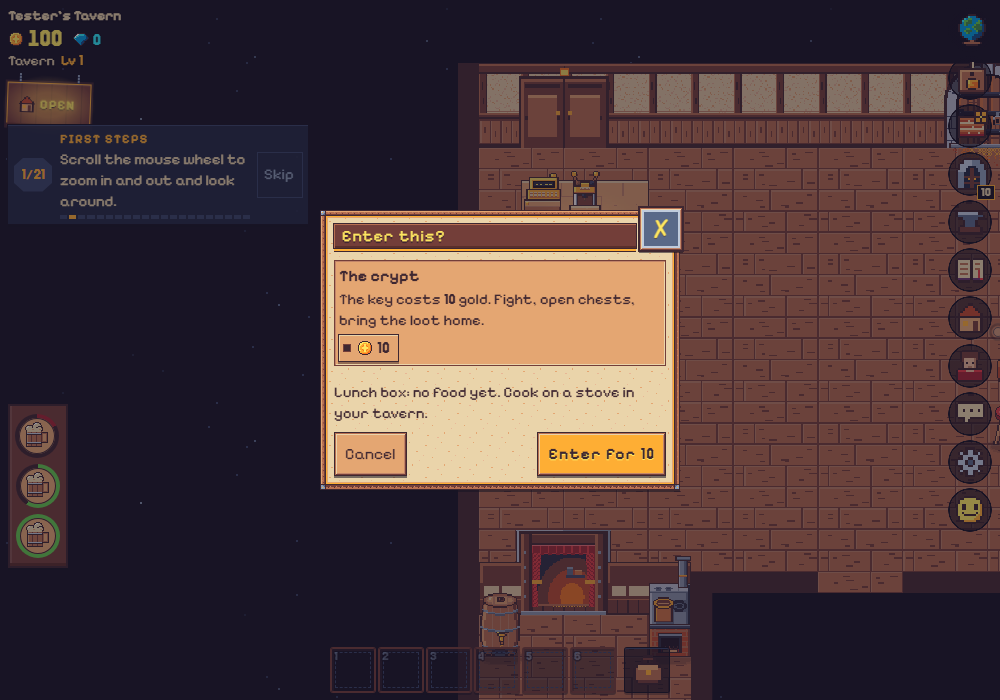 Tester's Tavern
100 0
Tavern Lv 1
OPEN
FIRST STEPS
1/21
Scroll the mouse wheel to
zoom in and out and look
around.
Skip
10
Enter this?
X
The crypt
The key costs 10 gold. Fight, open chests,
bring the loot home.
10
Lunch box: no food yet. Cook on a stove in
your tavern.
Cancel
Enter for 10
1 2 3 4 5 6